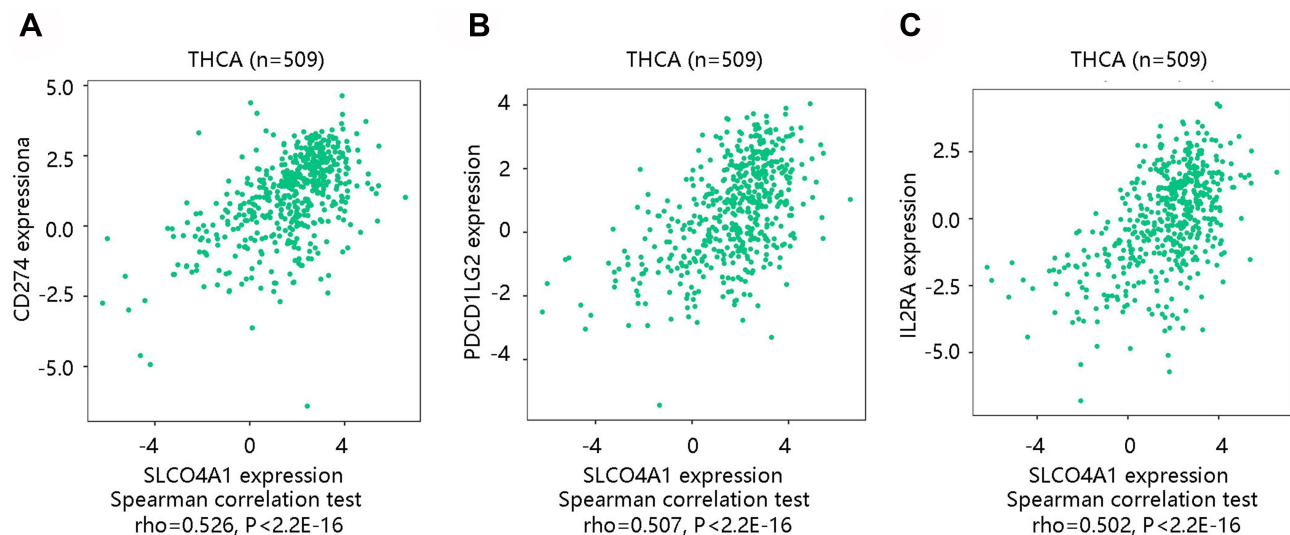 A
THCA (n=509)
CD274 expressiona
5.0
2.5
0.0
-2.5
-5.0
-4 0 4
SLCO4A1 expression
Spearman correlation test
rho=0.526, P<2.2E-16
B
THCA (n=509)
PDCD1LG2 expression
4
2
0
-2
-4
-4 0 4
SLCO4A1 expression
Spearman correlation test
rho=0.507, P<2.2E-16
C
THCA (n=509)
IL2RA expression
2.5
0.0
-2.5
-5.0
-4 0 4
SLCO4A1 expression
Spearman correlation test
rho=0.502, P<2.2E-16